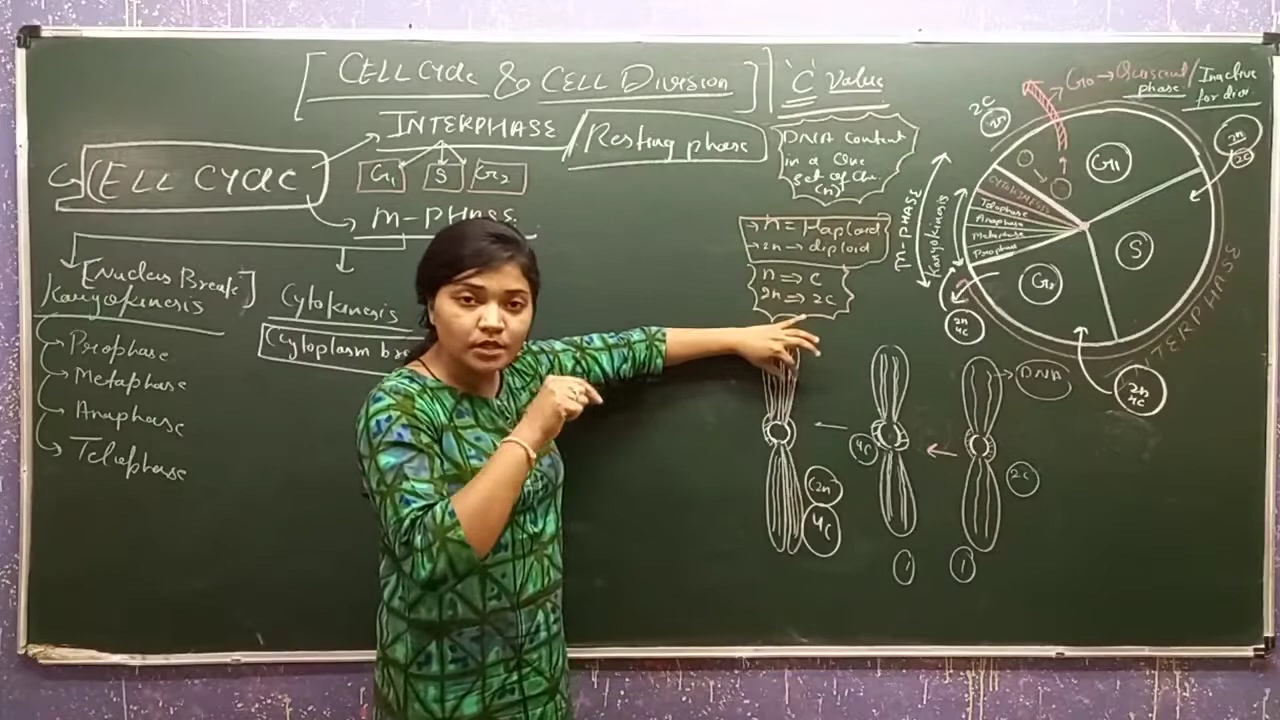 [CELL Cycle & CELL Division]
'C' Value
INTERPHASE / Resting phase
G1 S G2
CELL CYCLE
M-PHASE
[Nucleus Break]
Karyokinesis
Prophase
Metaphase
Anaphase
Telophase
Cytokinesis
Cytoplasm
DNA Content
in a One
set of Chr.
(n)
→ n = Haploid
→ 2n → diploid
n ⇒ C
2n ⇒ 2C
G0 → Quiescent phase / Inactive for divi.
2C
2n
G1
2n
2C
CYTOKINESIS
Telophase
Anaphase
Metaphase
Prophase
M-PHASE
Karyokinesis
S
G2
2n
4C
INTERPHASE
2n
4C
DNA
2n
4C
4C
2C
1
1